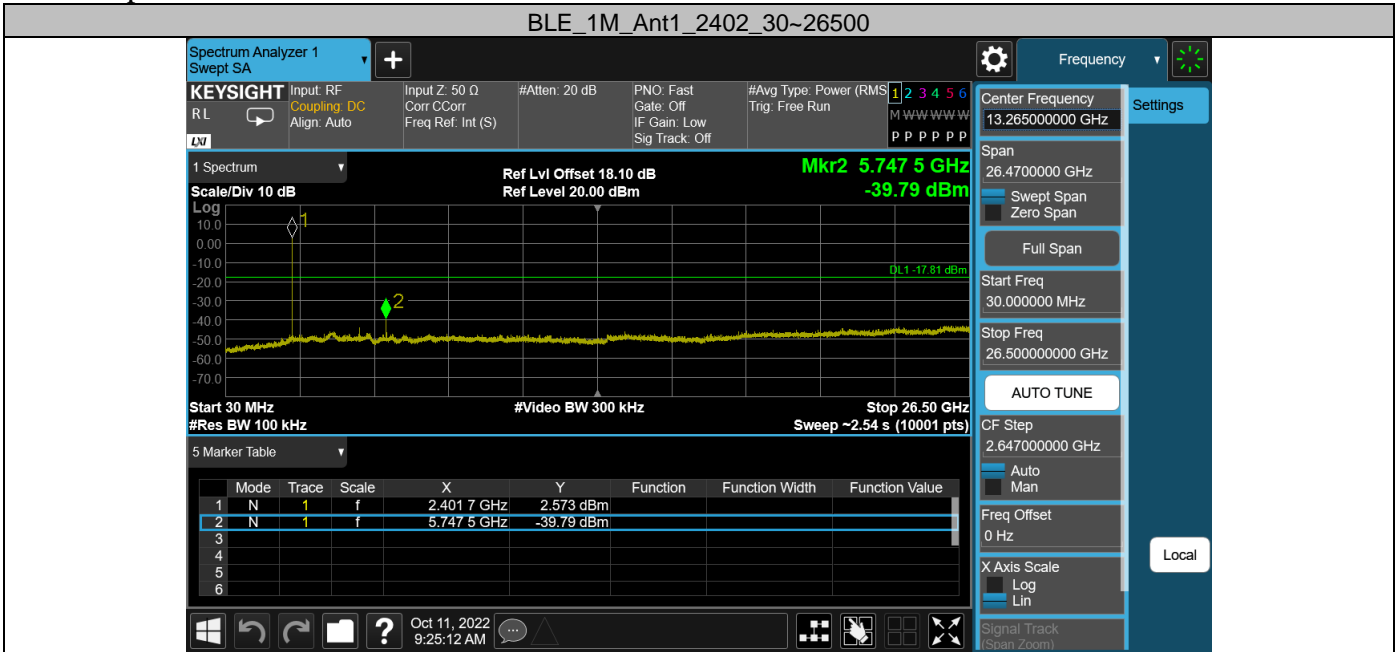 BLE_1M_Ant1_2402_30~26500
Spectrum Analyzer 1
Swept SA
+
Frequency
KEYSIGHT
RL
LXI
Input: RF
Coupling: DC
Align: Auto
Input Z: 50 Ω
Corr CCorr
Freq Ref: Int (S)
#Atten: 20 dB
PNO: Fast
Gate: Off
IF Gain: Low
Sig Track: Off
#Avg Type: Power (RMS
Trig: Free Run
1 2 3 4 5 6
M W W W W W
P P P P P P
1 Spectrum
Scale/Div 10 dB
Ref Lvl Offset 18.10 dB
Ref Level 20.00 dBm
Mkr2 5.747 5 GHz
-39.79 dBm
Log
10.0
0.00
-10.0
-20.0
-30.0
-40.0
-50.0
-60.0
-70.0
1
2
DL1 -17.81 dBm
Start 30 MHz
#Video BW 300 kHz
Stop 26.50 GHz
#Res BW 100 kHz
Sweep ~2.54 s (10001 pts)
5 Marker Table
Mode Trace Scale X Y Function Function Width Function Value
1 N 1 f 2.401 7 GHz 2.573 dBm
2 N 1 f 5.747 5 GHz -39.79 dBm
3
4
5
6
?
Oct 11, 2022
9:25:12 AM
Center Frequency
13.265000000 GHz
Settings
Span
26.4700000 GHz
Swept Span
Zero Span
Full Span
Start Freq
30.000000 MHz
Stop Freq
26.500000000 GHz
AUTO TUNE
CF Step
2.647000000 GHz
Auto
Man
Freq Offset
0 Hz
Local
X Axis Scale
Log
Lin
Signal Track
(Span Zoom)